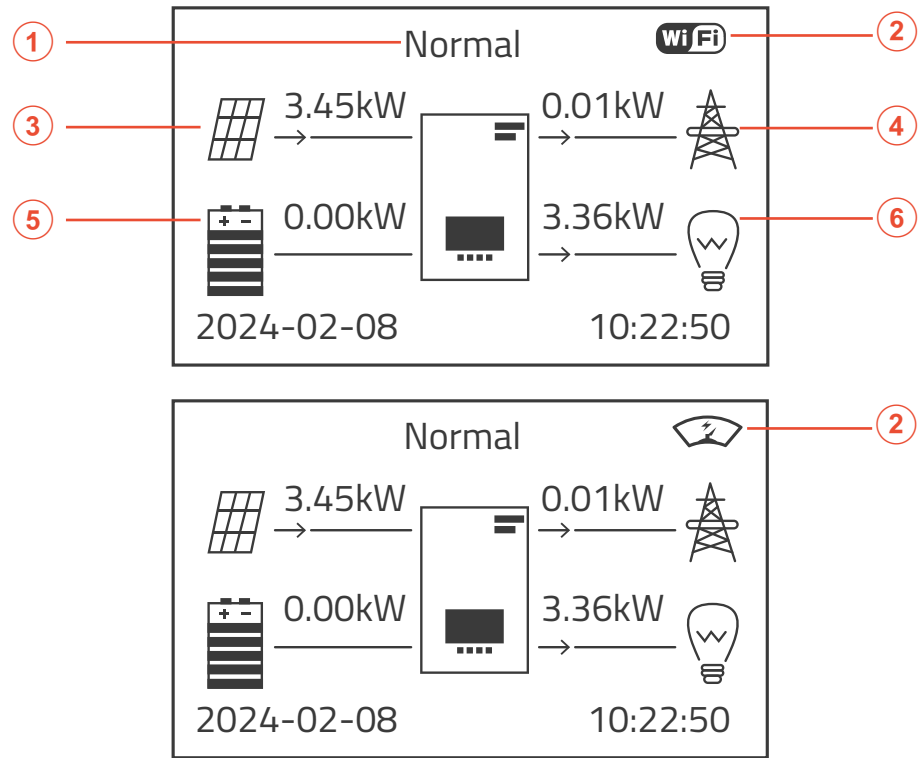 1
Normal
WiFi
2
3
3.45kW
0.01kW
4
5
+ -
0.00kW
3.36kW
6
2024-02-08
10:22:50
Normal
2
3.45kW
0.01kW
+ -
0.00kW
3.36kW
2024-02-08
10:22:50